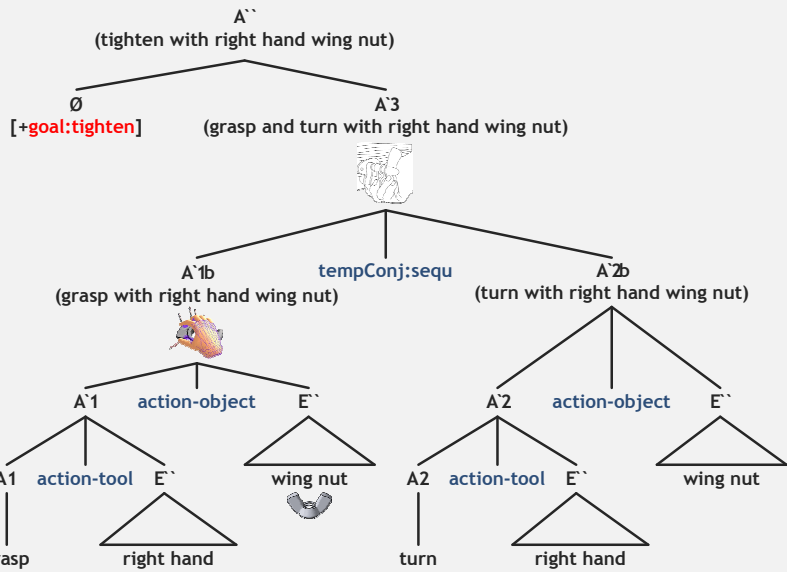 A``
(tighten with right hand wing nut)
Ø
[+goal:tighten]
A`3
(grasp and turn with right hand wing nut)
A`1b
(grasp with right hand wing nut)
tempConj:sequ
A`2b
(turn with right hand wing nut)
A`1
action-object
E``
A`2
action-object
E``
A1
action-tool
E``
wing nut
A2
action-tool
E``
wing nut
rasp
right hand
turn
right hand